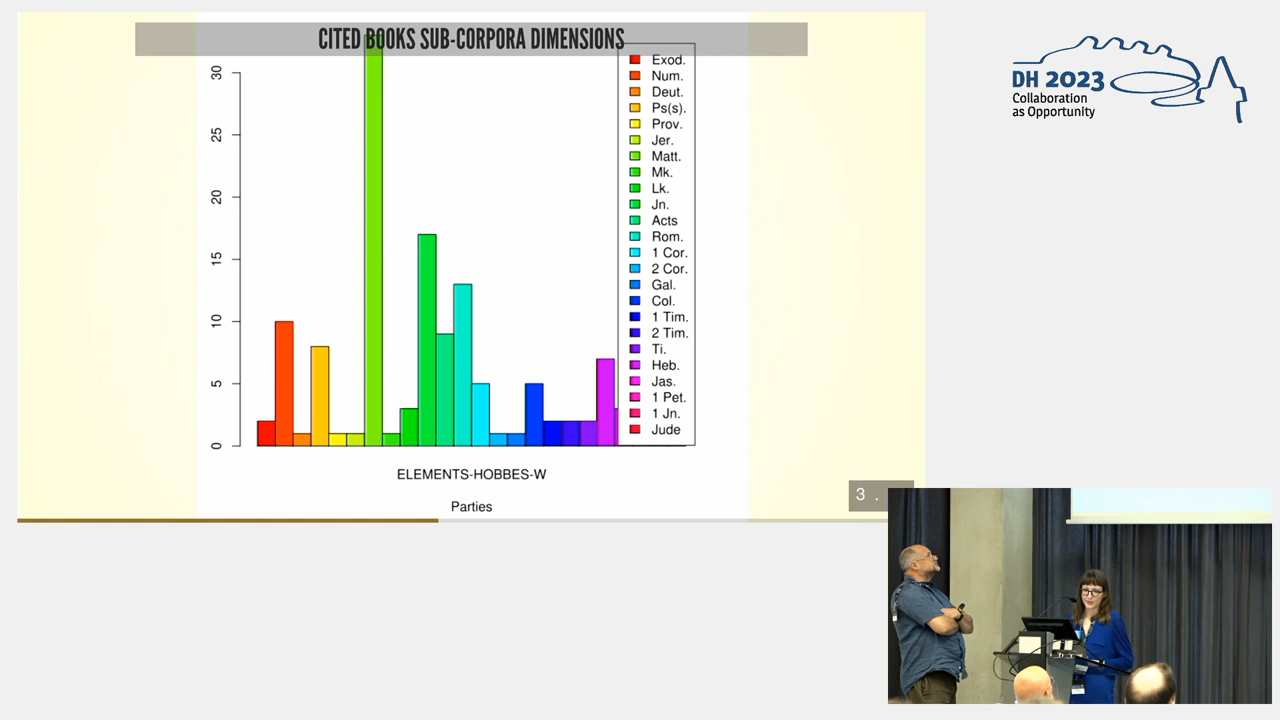 CITED BOOKS SUB-CORPORA DIMENSIONS
30
25
20
15
10
5
0
Exod.
Num.
Deut.
Ps(s).
Prov.
Jer.
Matt.
Mk.
Lk.
Jn.
Acts
Rom.
1 Cor.
2 Cor.
Gal.
Col.
1 Tim.
2 Tim.
Ti.
Heb.
Jas.
1 Pet.
1 Jn.
Jude
ELEMENTS-HOBBES-W
Parties
3 .
DH 2023
Collaboration
as Opportunity